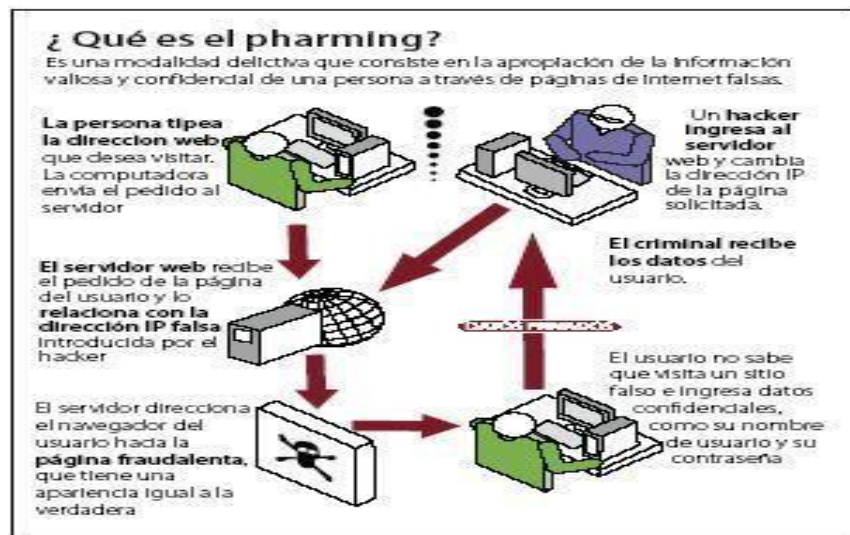 ¿ Qué es el pharming?
Es una modalidad delictiva que consiste en la apropiación de la información
valiosa y confidencial de una persona a través de páginas de Internet falsas.
La persona tipea
la direccion web
que desea visitar.
La computadora
envia el pedido al
servidor
Un hacker
ingresa al
servidor
web y cambia
la dirección IP
de la página
solicitada.
El criminal recibe
los datos del
usuario.
El servidor web recibe
el pedido de la página
del usuario y lo
relaciona con la
dirección IP falsa
introducida por el
hacker
El servidor direcciona
el navegador del
usuario hacia la
página fraudalenta,
que tiene una
apariencia igual a la
verdadera
El usuario no sabe
que visita un sitio
falso e ingresa datos
confidenciales,
como su nombre
de usuario y su
contraseña